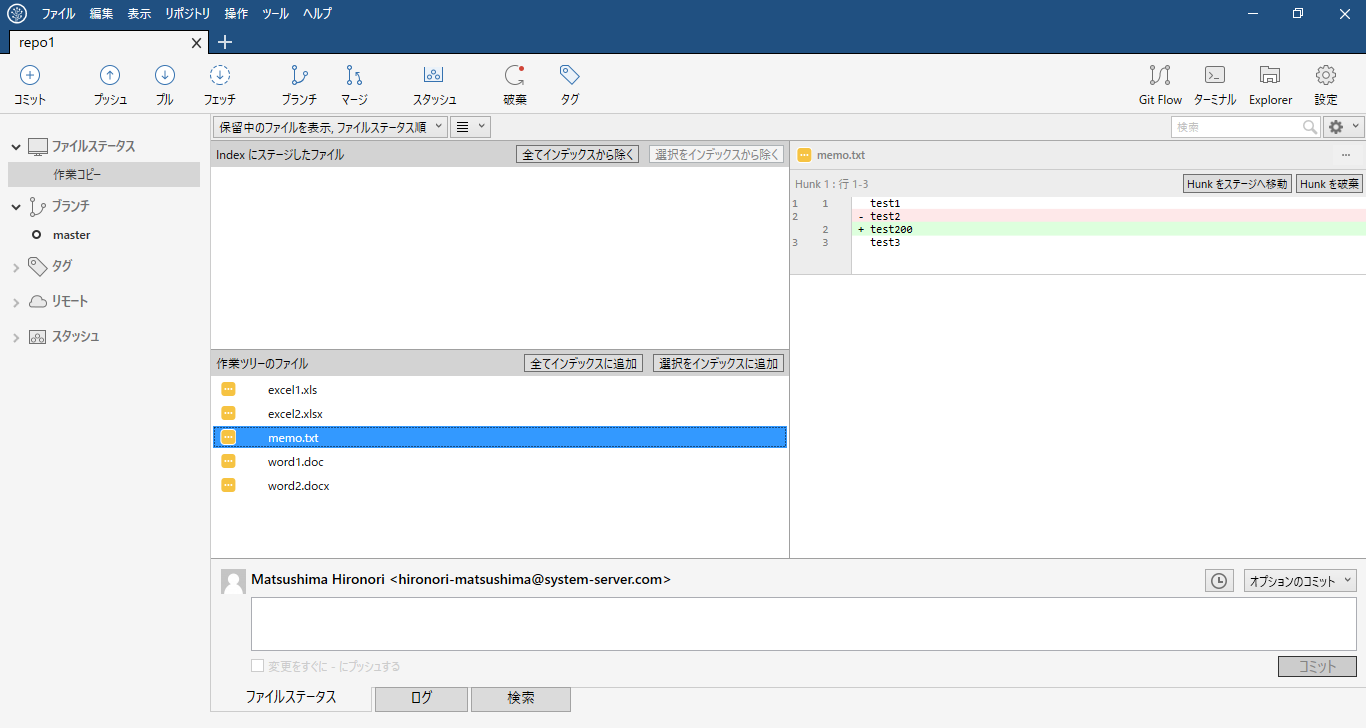 ファイル 編集 表示 リポジトリ 操作 ツール ヘルプ
repo1
コミット プッシュ プル フェッチ ブランチ マージ スタッシュ 破棄 タグ Git Flow ターミナル Explorer 設定
ファイルステータス
作業コピー
ブランチ
master
タグ
リモート
スタッシュ
保留中のファイルを表示, ファイルステータス順
検索
Index にステージしたファイル 全てインデックスから除く 選択をインデックスから除く
作業ツリーのファイル 全てインデックスに追加 選択をインデックスに追加
excel1.xls
excel2.xlsx
memo.txt
word1.doc
word2.docx
memo.txt
Hunk 1 : 行 1-3 Hunk をステージへ移動 Hunk を破棄
1 1 test1
2 - test2
2 + test200
3 3 test3
Matsushima Hironori <hironori-matsushima@system-server.com>
オプションのコミット
変更をすぐに - にプッシュする
コミット
ファイルステータス ログ 検索